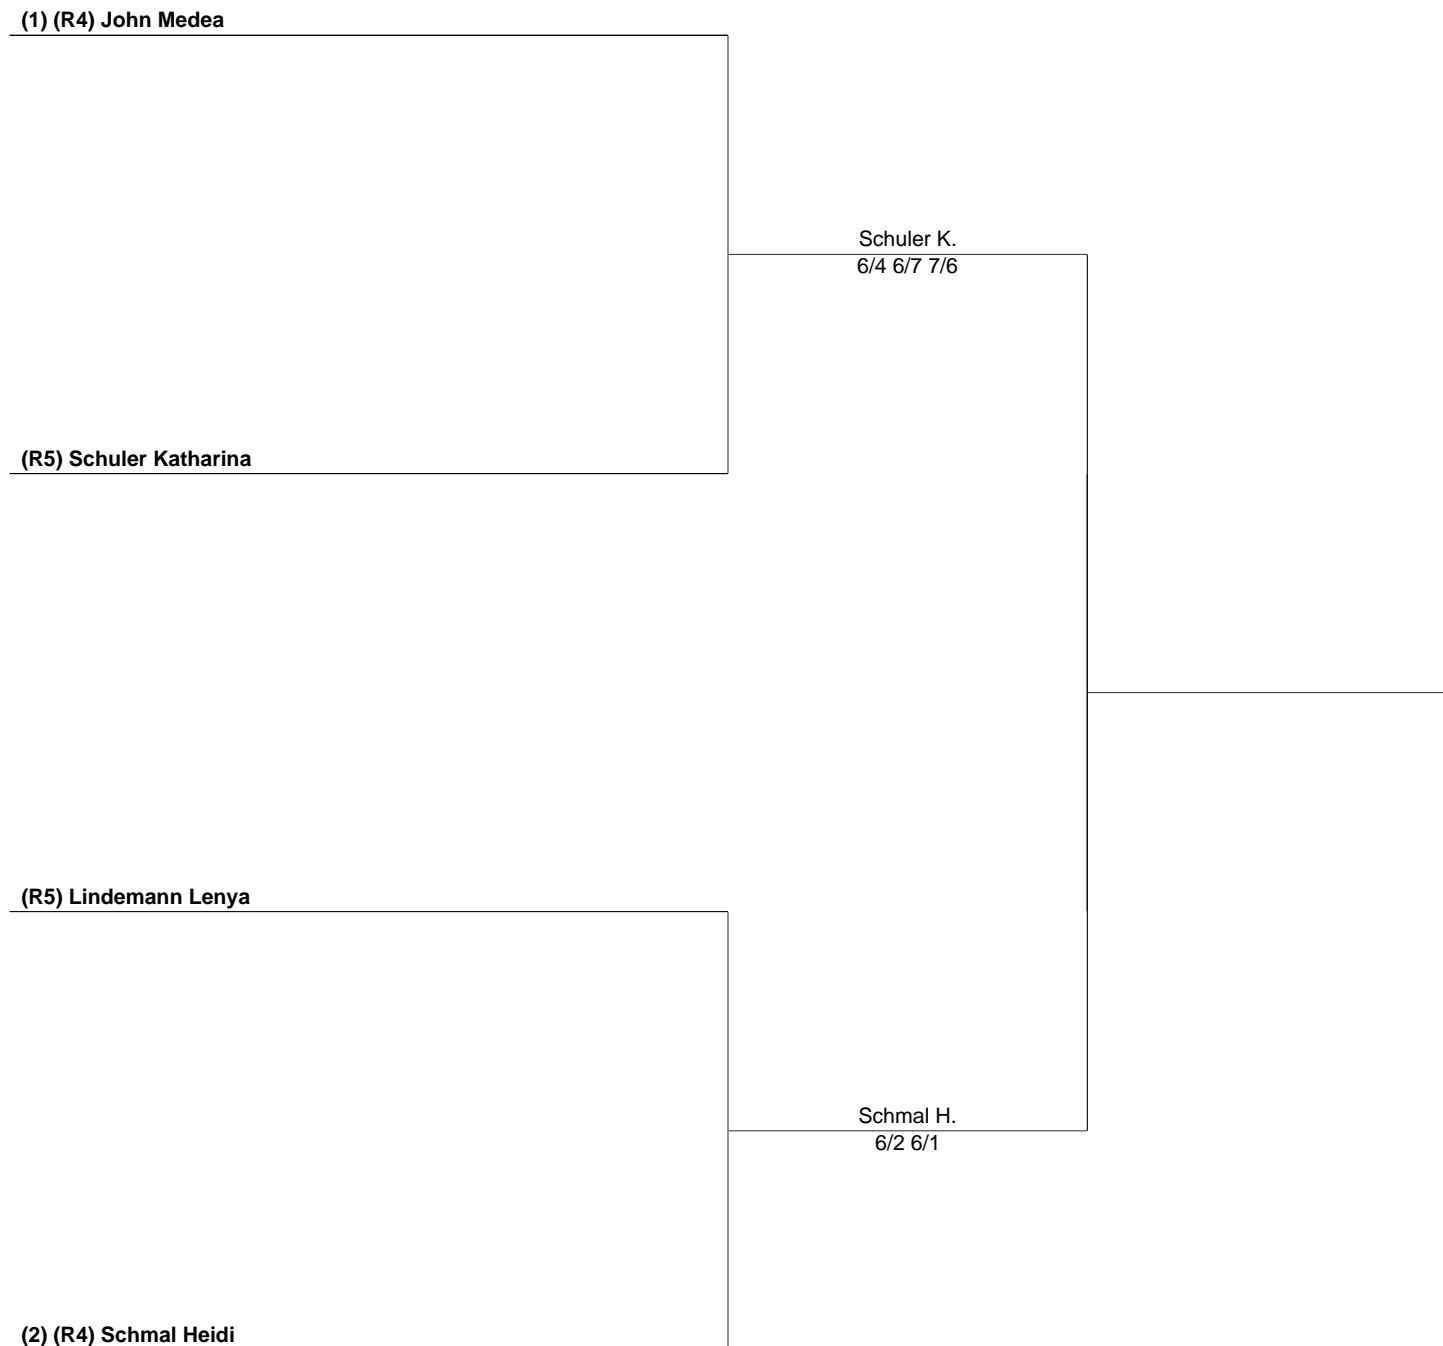 (1) (R4) John Medea
Schuler K.
6/4 6/7 7/6
(R5) Schuler Katharina
(R5) Lindemann Lenya
Schmal H.
6/2 6/1
(2) (R4) Schmal Heidi